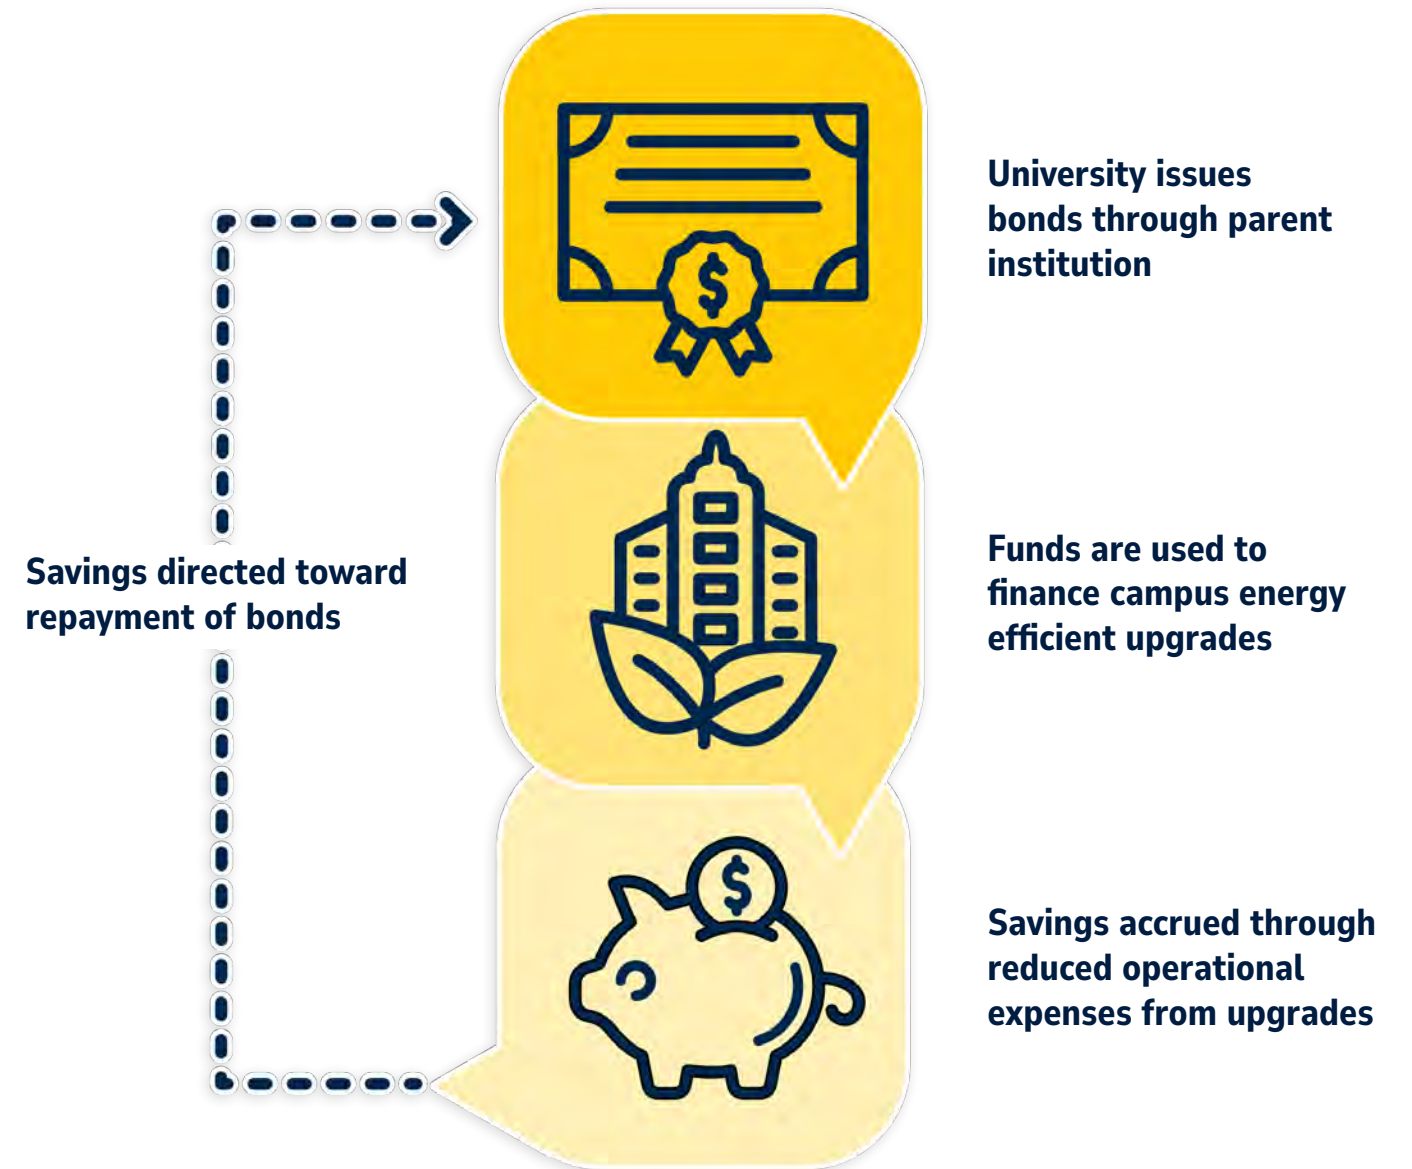 University issues
bonds through parent
institution
$
Savings directed toward
repayment of bonds
Funds are used to
finance campus energy
efficient upgrades
$
Savings accrued through
reduced operational
expenses from upgrades